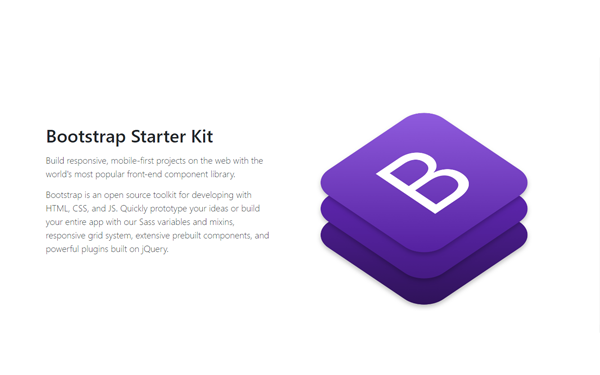 Bootstrap Starter Kit
Build responsive, mobile-first projects on the web with the
world's most popular front-end component library.
Bootstrap is an open source toolkit for developing with
HTML, CSS, and JS. Quickly prototype your ideas or build
your entire app with our Sass variables and mixins,
responsive grid system, extensive prebuilt components, and
powerful plugins built on jQuery.
B